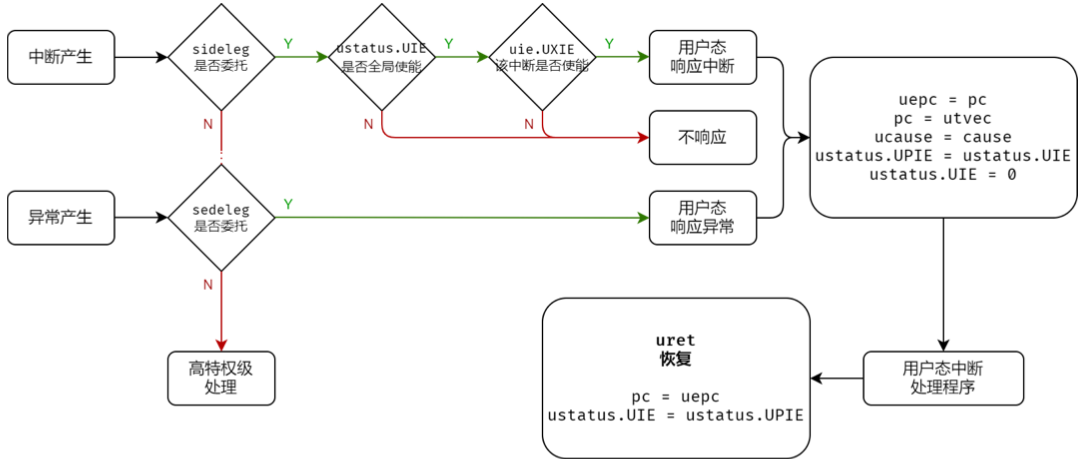 中断产生
sideleg
是否委托
Y
ustatus.UIE
是否全局使能
Y
uie.UXIE
该中断是否使能
Y
用户态
响应中断
N
N
N
不响应
uepc = pc
pc = utvec
ucause = cause
ustatus.UPIE = ustatus.UIE
ustatus.UIE = 0
异常产生
sedeleg
是否委托
Y
用户态
响应异常
N
高特权级
处理
uret
恢复
pc = uepc
ustatus.UIE = ustatus.UPIE
用户态中断
处理程序